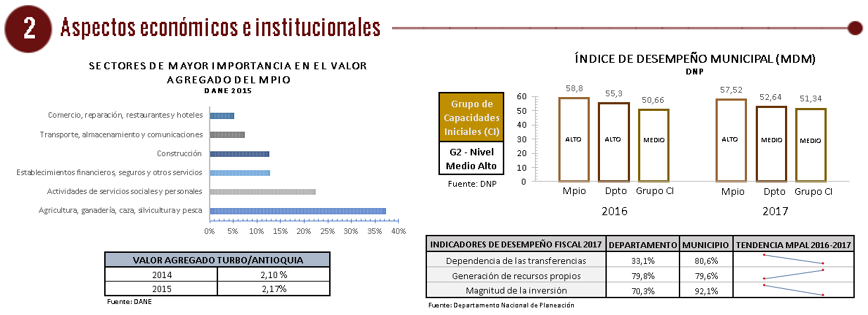 2 Aspectos económicos e institucionales
SECTORES DE MAYOR IMPORTANCIA EN EL VALOR
AGREGADO DEL MPIO
DANE 2015
Comercio, reparación, restaurantes y hoteles
Transporte, almacenamiento y comunicaciones
Construcción
Establecimientos financieros, seguros y otros servicios
Actividades de servicios sociales y personales
Agricultura, ganadería, caza, silvicultura y pesca
0% 5% 10% 15% 20% 25% 30% 35% 40%
VALOR AGREGADO TURBO/ANTIOQUIA
2014 2,10 %
2015 2,17%
Fuente: DANE
ÍNDICE DE DESEMPEÑO MUNICIPAL (MDM)
DNP
Grupo de
Capacidades
Iniciales (CI)
G2 - Nivel
Medio Alto
Fuente: DNP
60
50
40
30
20
10
0
58,8 55,3 50,66 57,52 52,64 51,34
ALTO ALTO MEDIO ALTO MEDIO MEDIO
Mpio Dpto Grupo CI Mpio Dpto Grupo CI
2016 2017
INDICADORES DE DESEMPEÑO FISCAL 2017 DEPARTAMENTO MUNICIPIO TENDENCIA MPAL 2016-2017
Dependencia de las transferencias 33,1% 80,6%
Generación de recursos propios 79,8% 79,6%
Magnitud de la inversión 70,3% 92,1%
Fuente: Departamento Nacional de Planeación